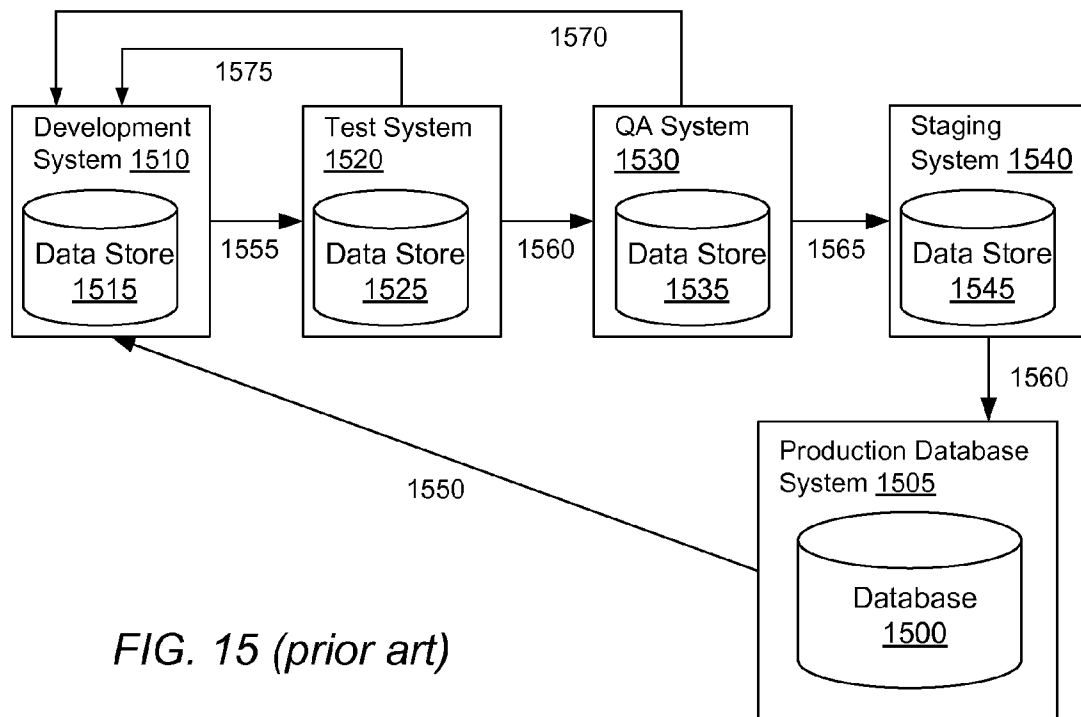 1570
1575
Development
System 1510
Data Store
1515
1555
Test System
1520
Data Store
1525
1560
QA System
1530
Data Store
1535
1565
Staging
System 1540
Data Store
1545
1560
Production Database
System 1505
Database
1500
1550
FIG. 15 (prior art)